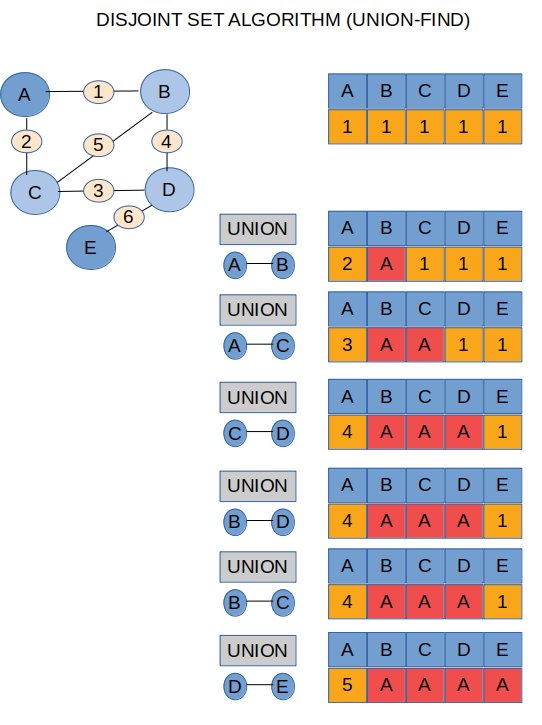 DISJOINT SET ALGORITHM (UNION-FIND)
A 1 B
2 5 4
C 3 D
6
E
A B C D E
1 1 1 1 1
UNION
A B
A B C D E
2 A 1 1 1
UNION
A C
A B C D E
3 A A 1 1
UNION
C D
A B C D E
4 A A A 1
UNION
B D
A B C D E
4 A A A 1
UNION
B C
A B C D E
4 A A A 1
UNION
D E
A B C D E
5 A A A A